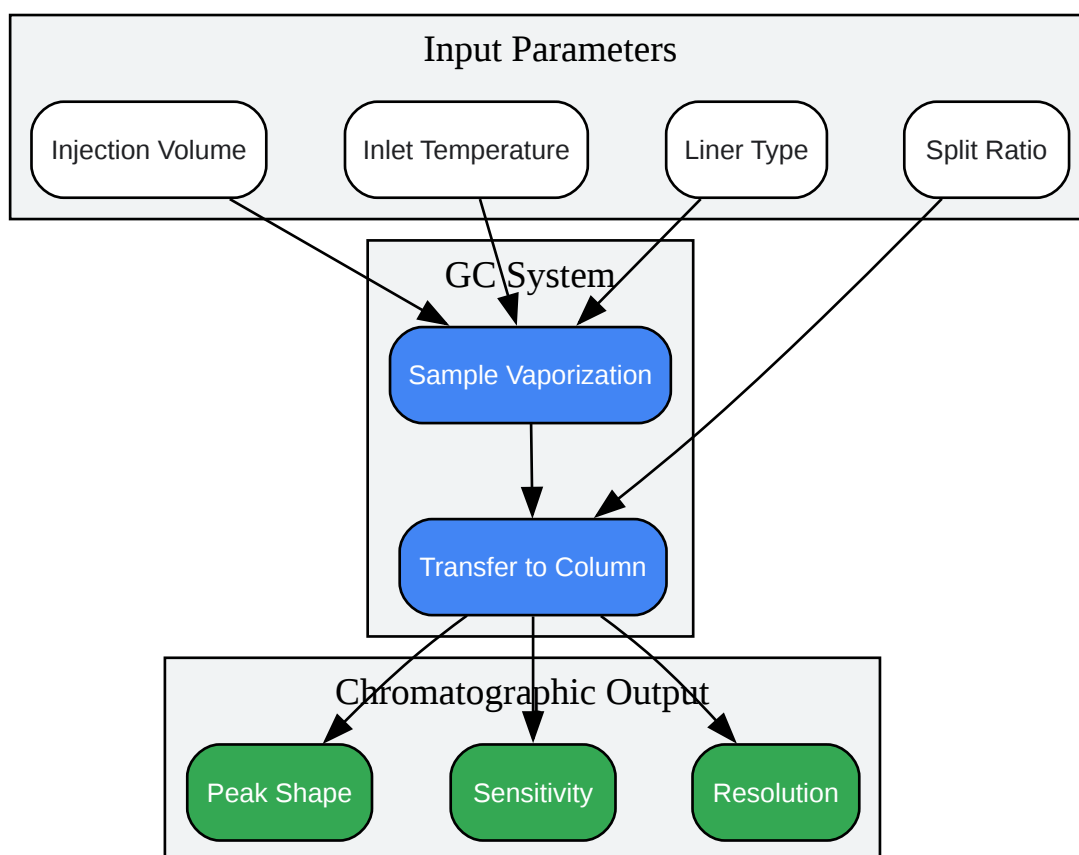 Input Parameters
Injection Volume
Inlet Temperature
Liner Type
Split Ratio
GC System
Sample Vaporization
Transfer to Column
Chromatographic Output
Peak Shape
Sensitivity
Resolution